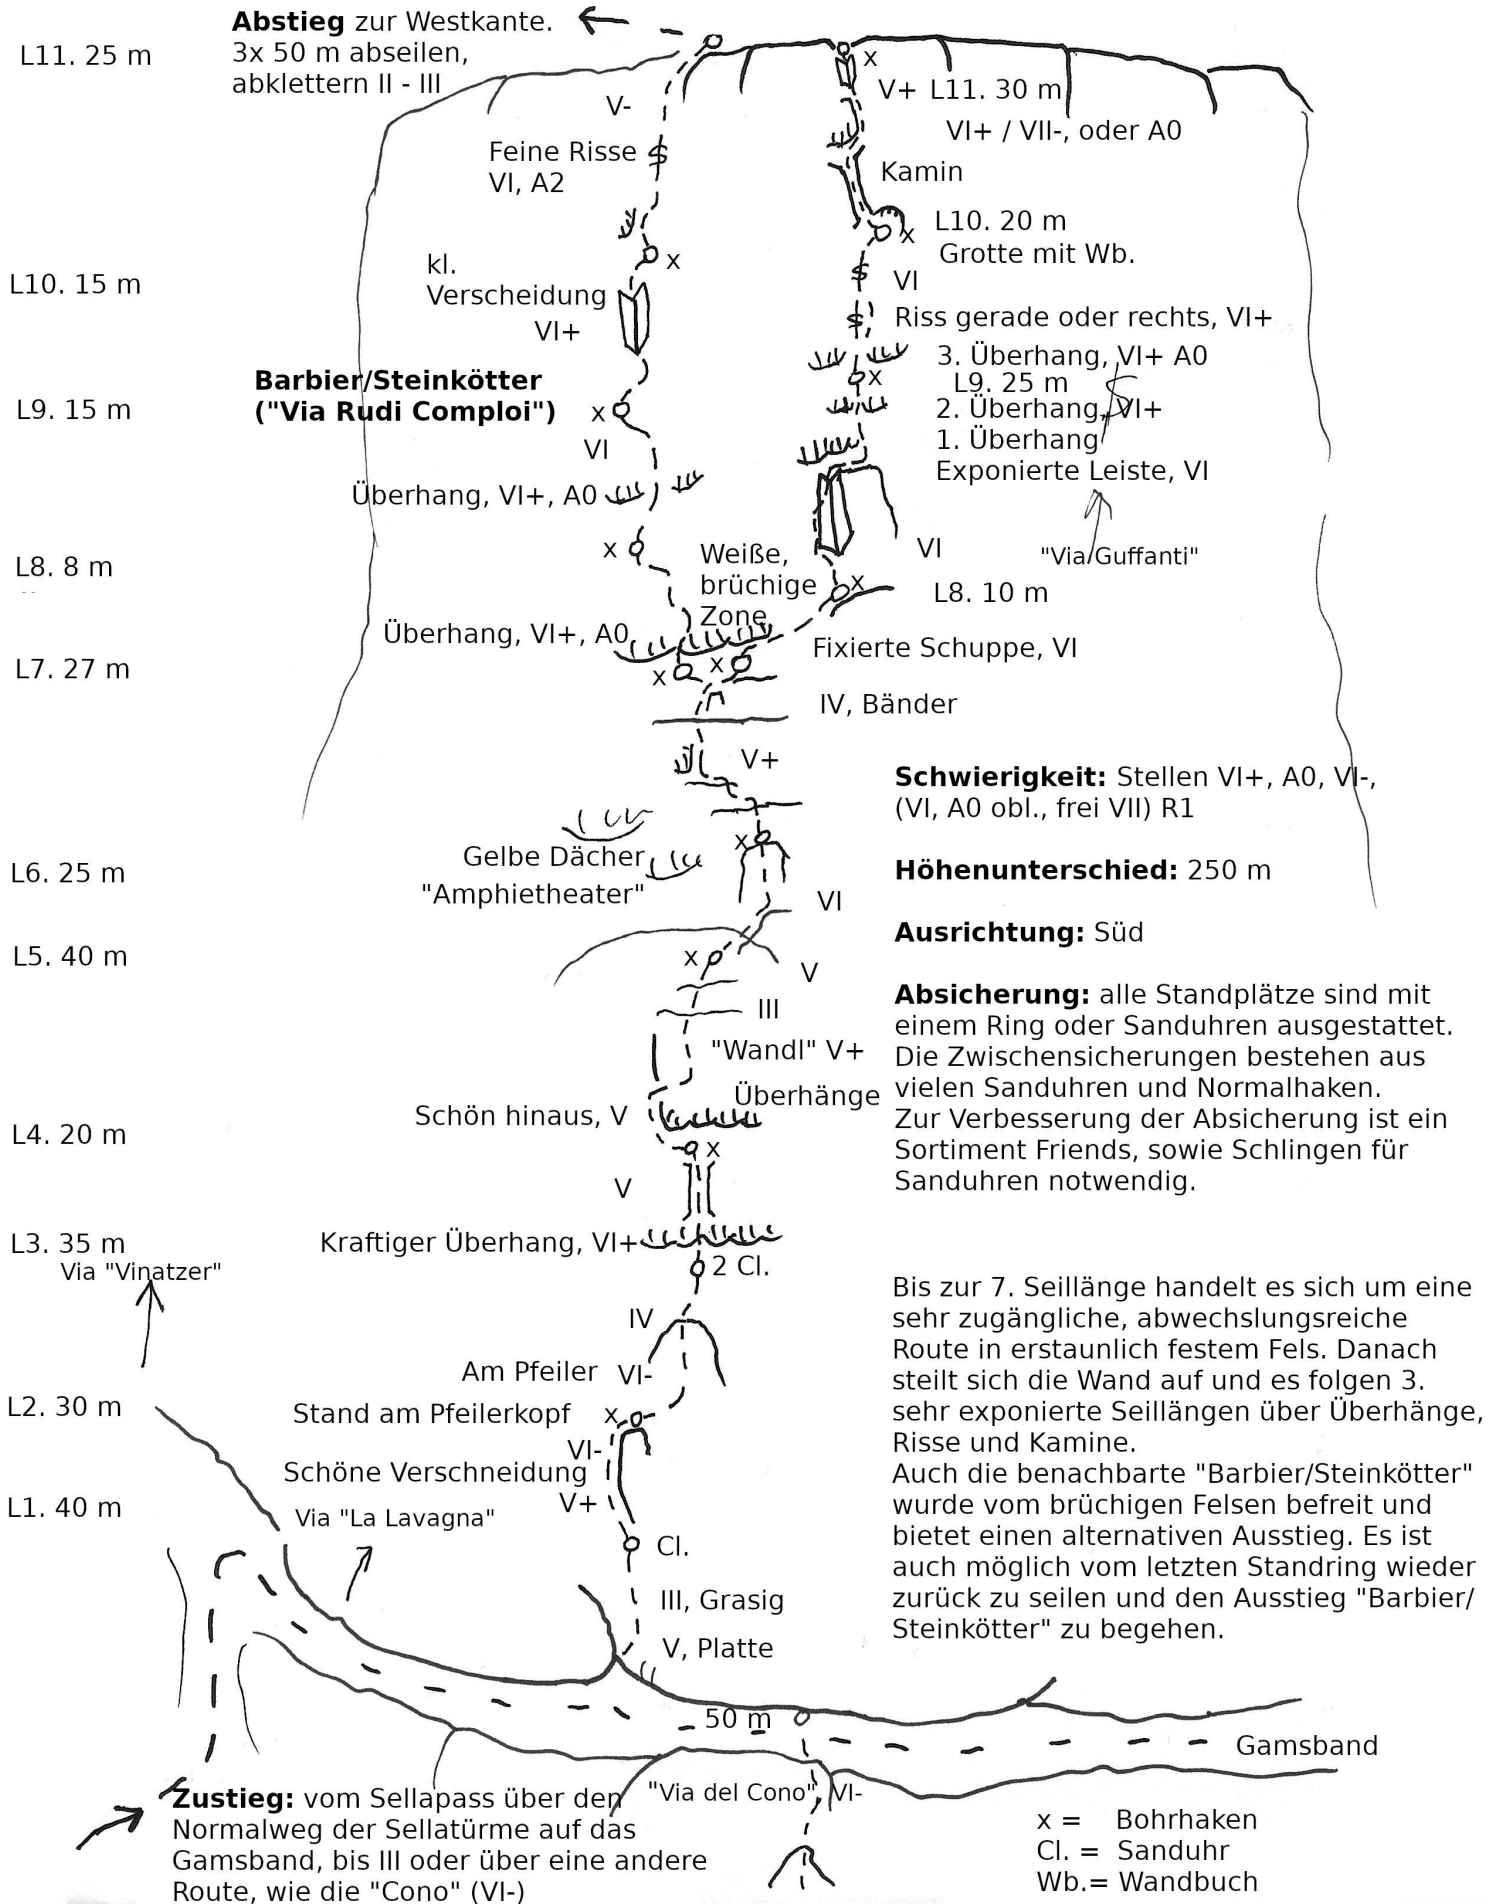 Abstieg zur Westkante.
3x 50 m abseilen,
abklettern II - III
L11. 25 m
x
V+ L11. 30 m
V-
VI+ / VII-, oder A0
Feine Risse
VI, A2
Kamin
L10. 20 m
x
Grotte mit Wb.
x
kl.
Verscheidung
VI+
L10. 15 m
VI
Riss gerade oder rechts, VI+
3. Überhang, VI+ A0
x
L9. 25 m
2. Überhang, VI+
1. Überhang
Exponierte Leiste, VI
Barbier/Steinkötter
("Via Rudi Comploi")
x
L9. 15 m
VI
Überhang, VI+, A0
x
Weiße,
brüchige
Zone
VI
"Via Guffanti"
L8. 8 m
x
L8. 10 m
Überhang, VI+, A0
Fixierte Schuppe, VI
L7. 27 m
x
x
IV, Bänder
V+
Schwierigkeit: Stellen VI+, A0, VI-,
(VI, A0 obl., frei VII) R1
x
Gelbe Dächer
"Amphietheater"
L6. 25 m
VI
Höhenunterschied: 250 m
Ausrichtung: Süd
L5. 40 m
x
V
III
"Wandl" V+
Überhänge
Absicherung: alle Standplätze sind mit
einem Ring oder Sanduhren ausgestattet.
Die Zwischensicherungen bestehen aus
vielen Sanduhren und Normalhaken.
Zur Verbesserung der Absicherung ist ein
Sortiment Friends, sowie Schlingen für
Sanduhren notwendig.
Schön hinaus, V
L4. 20 m
x
V
L3. 35 m
Kraftiger Überhang, VI+
2 Cl.
Via "Vinatzer"
IV
Am Pfeiler VI-
L2. 30 m
Stand am Pfeilerkopf x
VI-
Schöne Verschneidung
V+
L1. 40 m
Via "La Lavagna"
Cl.
III, Grasig
V, Platte
Bis zur 7. Seillänge handelt es sich um eine
sehr zugängliche, abwechslungsreiche
Route in erstaunlich festem Fels. Danach
steilt sich die Wand auf und es folgen 3.
sehr exponierte Seillängen über Überhänge,
Risse und Kamine.
Auch die benachbarte "Barbier/Steinkötter"
wurde vom brüchigen Felsen befreit und
bietet einen alternativen Ausstieg. Es ist
auch möglich vom letzten Standring wieder
zurück zu seilen und den Ausstieg "Barbier/
Steinkötter" zu begehen.
50 m
Gamsband
"Via del Cono" VI-
Zustieg: vom Sellapass über den
Normalweg der Sellatürme auf das
Gamsband, bis III oder über eine andere
Route, wie die "Cono" (VI-)
x = Bohrhaken
Cl. = Sanduhr
Wb.= Wandbuch